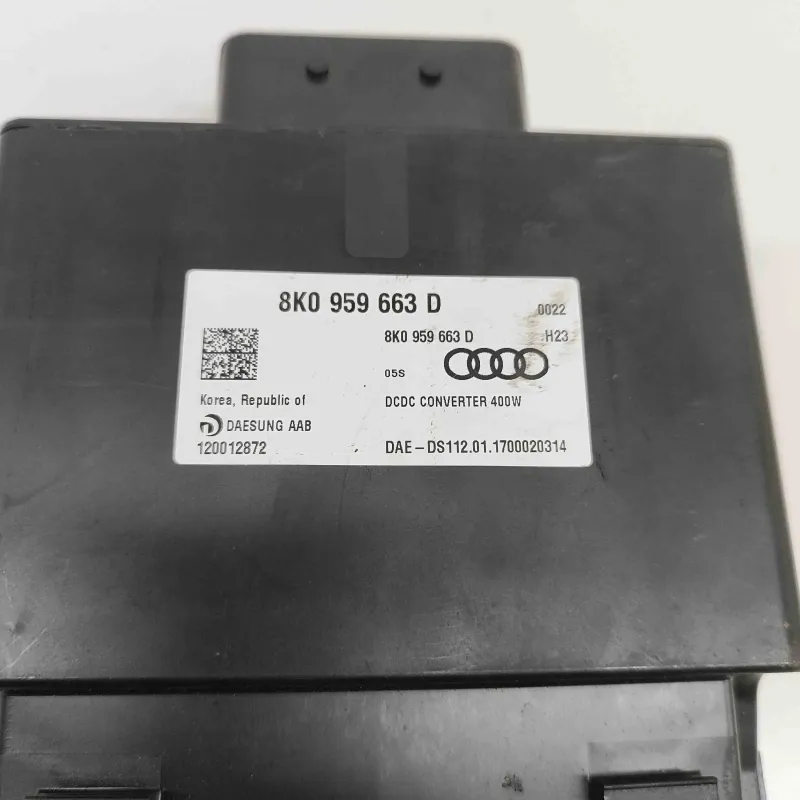 8K0 959 663 D 0022
8K0 959 663 D H23
05S
Korea, Republic of DCDC CONVERTER 400W
DAESUNG AAB
120012872 DAE-DS112.01.1700020314